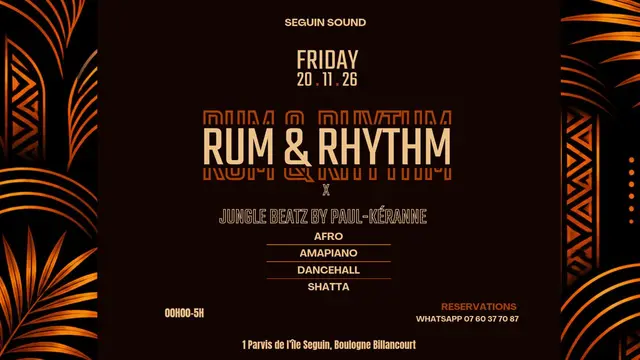 SEGUIN SOUND
FRIDAY
20.11.26
RUM & RHYTHM
X
JUNGLE BEATZ BY PAUL-KÉRANNE
AFRO
AMAPIANO
DANCEHALL
SHATTA
00H00-5H
RESERVATIONS
WHATSAPP 07 60 37 70 87
1 Parvis de l'Île Seguin, Boulogne Billancourt